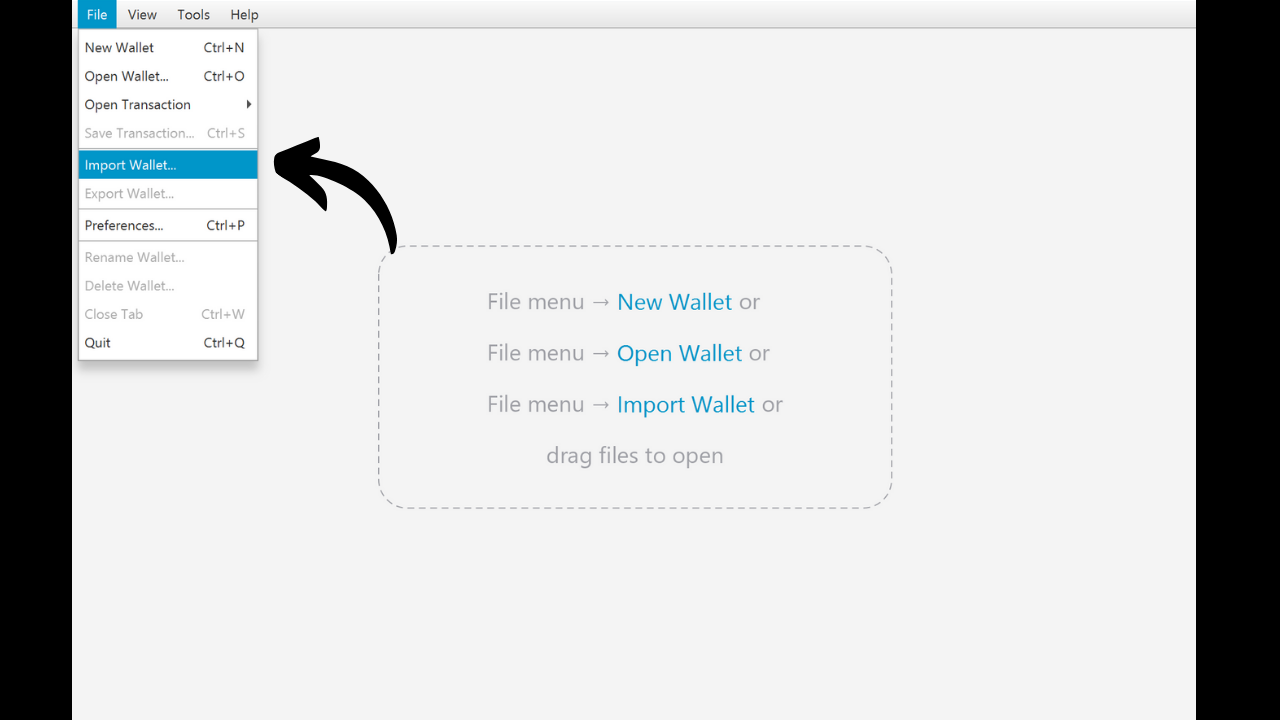 File View Tools Help
New Wallet Ctrl+N
Open Wallet... Ctrl+O
Open Transaction
Save Transaction... Ctrl+S
Import Wallet...
Export Wallet...
Preferences... Ctrl+P
Rename Wallet...
Delete Wallet...
Close Tab Ctrl+W
Quit Ctrl+Q
File menu → New Wallet or
File menu → Open Wallet or
File menu → Import Wallet or
drag files to open